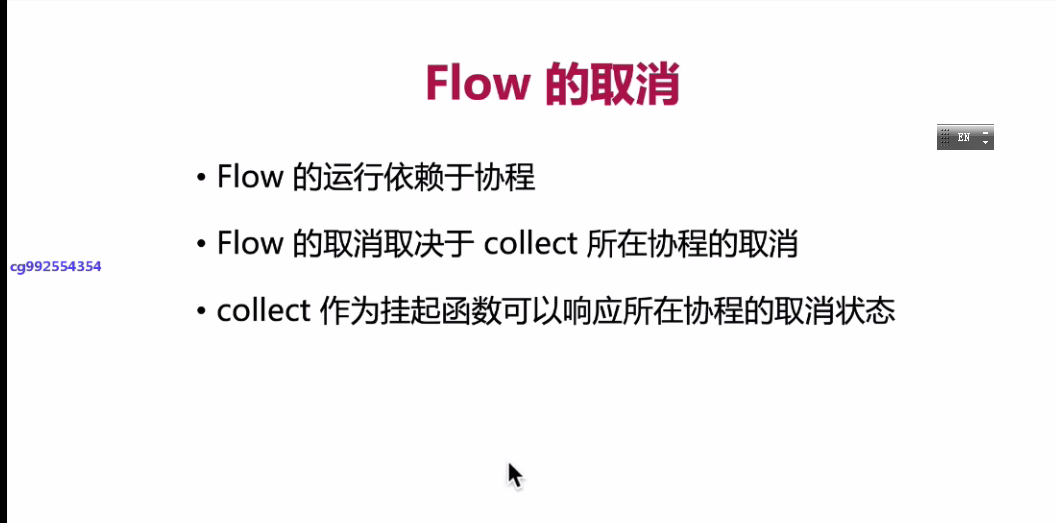 Flow 的取消
EN
• Flow 的运行依赖于协程
• Flow 的取消取决于 collect 所在协程的取消
cg992554354
• collect 作为挂起函数可以响应所在协程的取消状态